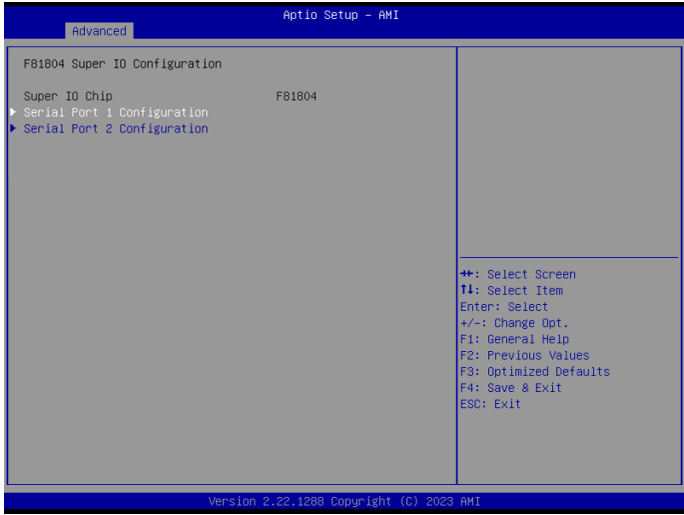 Aptio Setup - AMI
Advanced
F81804 Super IO Configuration
Super IO Chip F81804
Serial Port 1 Configuration
Serial Port 2 Configuration
→←: Select Screen
↑↓: Select Item
Enter: Select
+/-: Change Opt.
F1: General Help
F2: Previous Values
F3: Optimized Defaults
F4: Save & Exit
ESC: Exit
Version 2.22.1288 Copyright (C) 2023 AMI